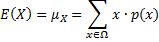 E(X) = μ_X = ∑_{x∈Ω} x · p(x)